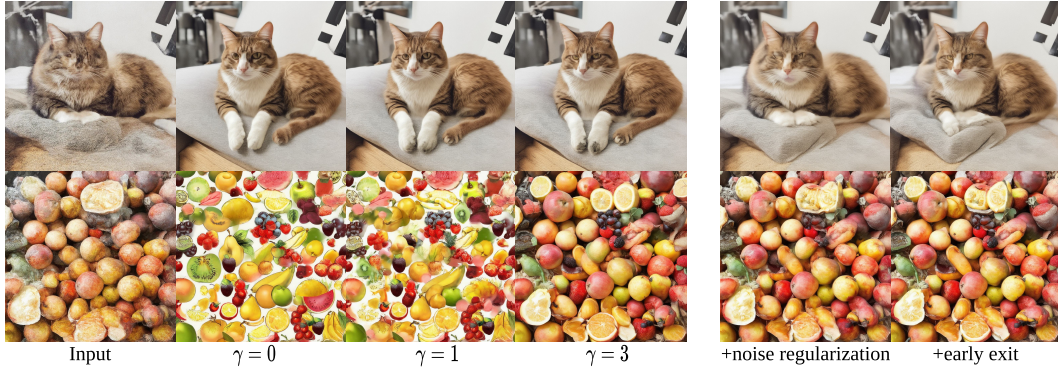 Input γ = 0 γ = 1 γ = 3 +noise regularization +early exit